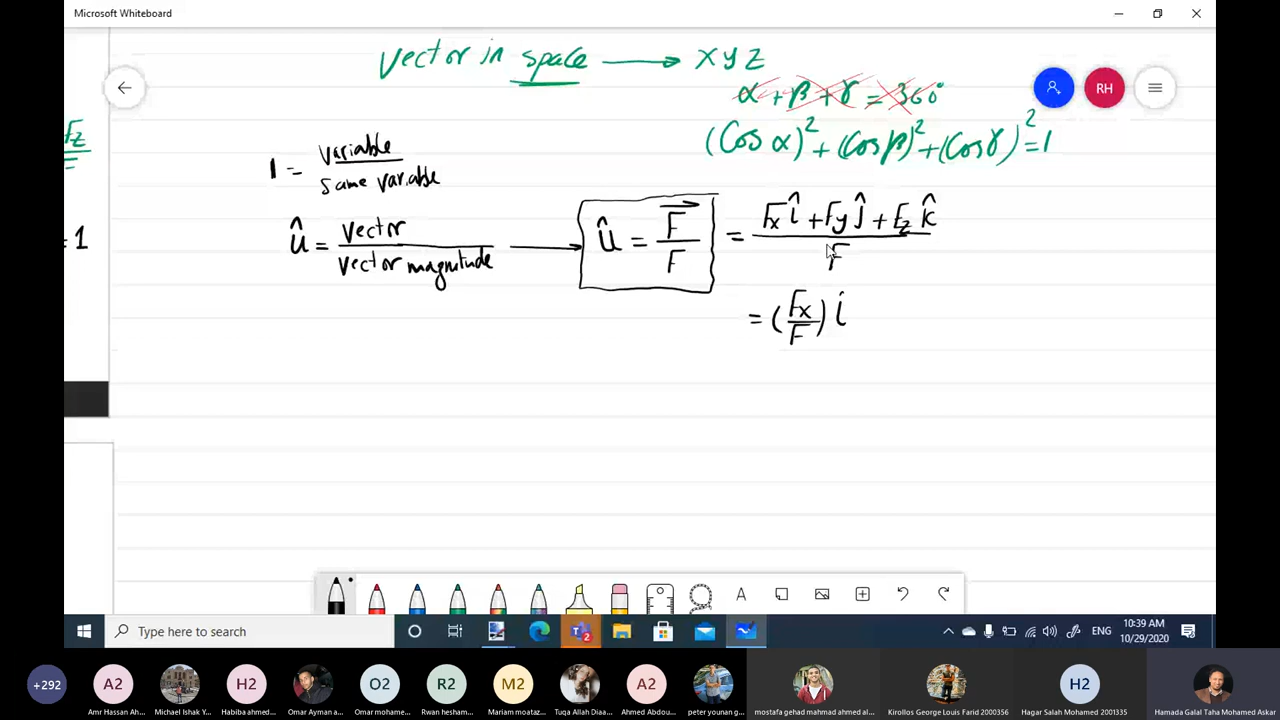 Microsoft Whiteboard
vector in space → x y z
α + β + γ = 360°
(Cos α)² + (Cos β)² + (Cos γ)² = 1
Fz
= 1
1 = variable / same variable
û = vector / vector magnitude → û = F⃗ / F = Fx î + Fy ĵ + Fz k̂ / F
= (Fx / F) i
RH
A
Type here to search
2
ENG
10:39 AM
10/29/2020
+292
A2
H2
O2
R2
M2
A2
H2
Amr Hassan Ah...
Michael Ishak Y...
Habiba ahmed...
Omar Ayman a...
Omar mohame...
Rwan hesham...
Mariam moataz...
Tuqa Allah Diaa...
Ahmed Abdou...
peter younan g...
mostafa gehad mahmad ahmed al...
Kirollos George Louis Farid 2000356
Hagar Salah Mohamed 2001335
Hamada Galal Taha Mohamed Askar